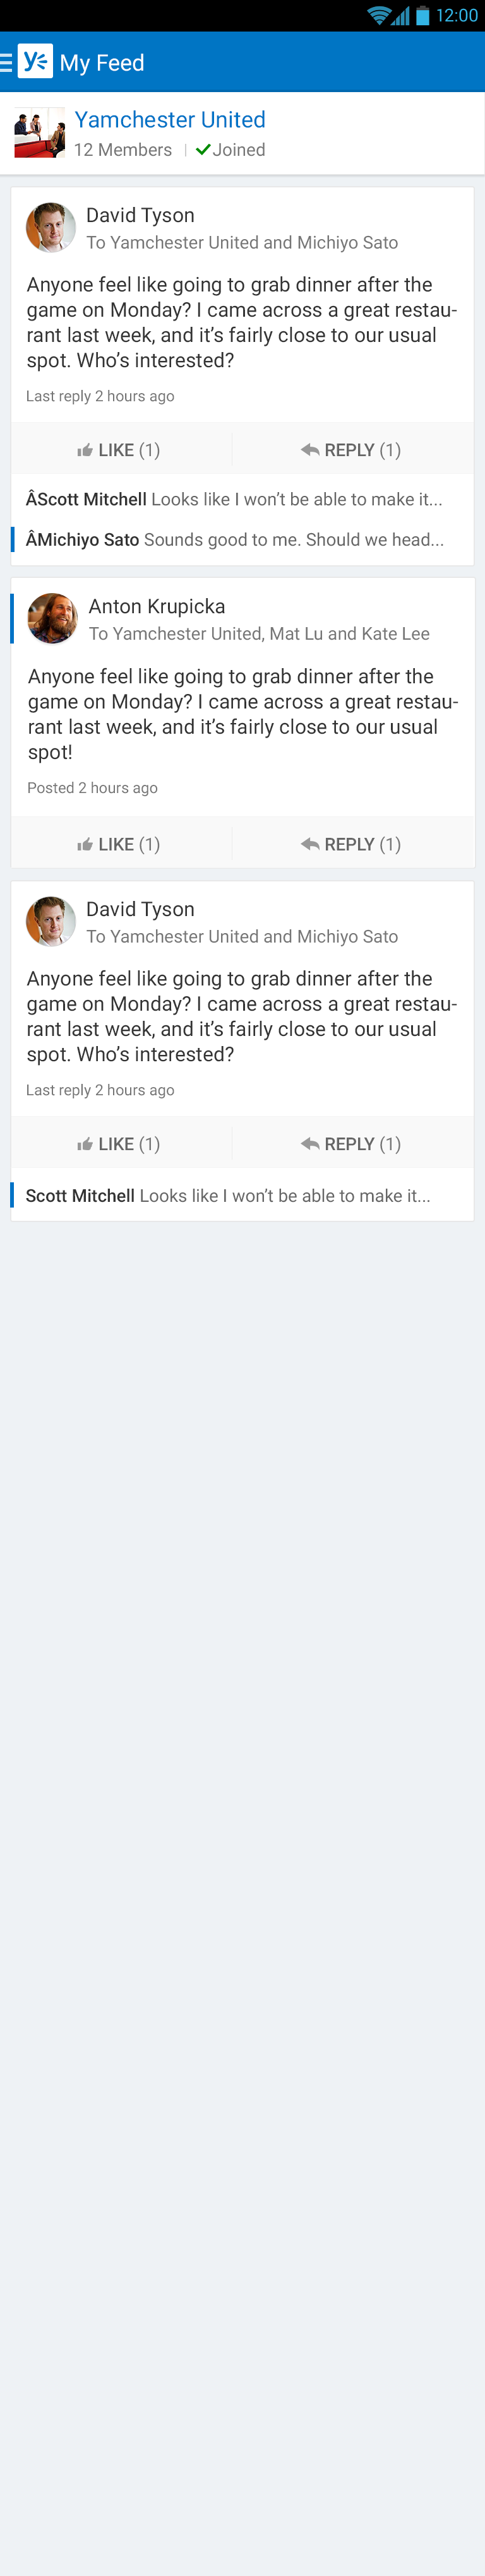 12:00
My Feed
Yamchester United
12 Members | Joined
David Tyson
To Yamchester United and Michiyo Sato
Anyone feel like going to grab dinner after the
game on Monday? I came across a great restau-
rant last week, and it’s fairly close to our usual
spot. Who’s interested?
Last reply 2 hours ago
LIKE (1) REPLY (1)
ÂScott Mitchell Looks like I won’t be able to make it...
ÂMichiyo Sato Sounds good to me. Should we head...
Anton Krupicka
To Yamchester United, Mat Lu and Kate Lee
Anyone feel like going to grab dinner after the
game on Monday? I came across a great restau-
rant last week, and it’s fairly close to our usual
spot!
Posted 2 hours ago
LIKE (1) REPLY (1)
David Tyson
To Yamchester United and Michiyo Sato
Anyone feel like going to grab dinner after the
game on Monday? I came across a great restau-
rant last week, and it’s fairly close to our usual
spot. Who’s interested?
Last reply 2 hours ago
LIKE (1) REPLY (1)
Scott Mitchell Looks like I won’t be able to make it...